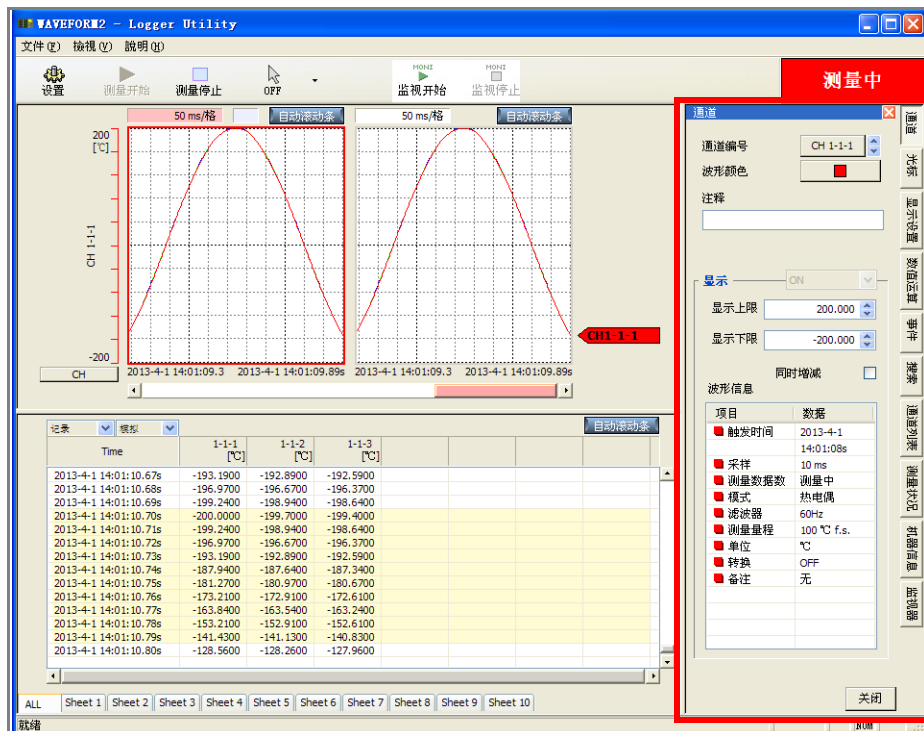 WAVEFORM2 - Logger Utility
文件(F) 檢視(V) 說明(H)
设置 测量开始 测量停止 OFF MONI 监视开始 MONI 监视停止
测量中
50 ms/格 自动滚动条 50 ms/格 自动滚动条
200
[℃]
CH 1-1-1
-200
CH1-1-1
CH
2013-4-1 14:01:09.3 2013-4-1 14:01:09.89s 2013-4-1 14:01:09.3 2013-4-1 14:01:09.89s
记录 模拟 自动滚动条
Time 1-1-1 [℃] 1-1-2 [℃] 1-1-3 [℃]
2013-4-1 14:01:10.67s -193.1900 -192.8900 -192.5900
2013-4-1 14:01:10.68s -196.9700 -196.6700 -196.3700
2013-4-1 14:01:10.69s -199.2400 -198.9400 -198.6400
2013-4-1 14:01:10.70s -200.0000 -199.7000 -199.4000
2013-4-1 14:01:10.71s -199.2400 -198.9400 -198.6400
2013-4-1 14:01:10.72s -196.9700 -196.6700 -196.3700
2013-4-1 14:01:10.73s -193.1900 -192.8900 -192.5900
2013-4-1 14:01:10.74s -187.9400 -187.6400 -187.3400
2013-4-1 14:01:10.75s -181.2700 -180.9700 -180.6700
2013-4-1 14:01:10.76s -173.2100 -172.9100 -172.6100
2013-4-1 14:01:10.77s -163.8400 -163.5400 -163.2400
2013-4-1 14:01:10.78s -153.2100 -152.9100 -152.6100
2013-4-1 14:01:10.79s -141.4300 -141.1300 -140.8300
2013-4-1 14:01:10.80s -128.5600 -128.2600 -127.9600
ALL Sheet 1 Sheet 2 Sheet 3 Sheet 4 Sheet 5 Sheet 6 Sheet 7 Sheet 8 Sheet 9 Sheet 10
就绪
NUM
通道
通道编号 CH 1-1-1
波形颜色
注释
显示 ON
显示上限 200.000
显示下限 -200.000
同时增减
波形信息
项目 数据
触发时间 2013-4-1
14:01:08s
采样 10 ms
测量数据数 测量中
模式 热电偶
滤波器 60Hz
测量量程 100 ℃ f.s.
单位 ℃
转换 OFF
备注 无
关闭
通道
光标
显示设置
数值运算
事件
搜索
通道列表
测量状况
机器信息
监视器